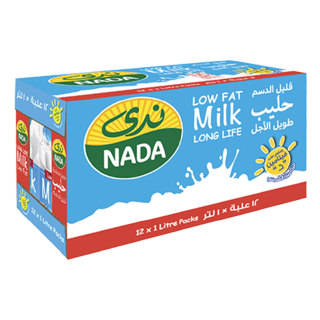 ندى
NADA
LOW FAT
Milk
LONG LIFE
قليل الدسم
حليب
طويل الأجل
فيتامين
د
12 x 1 Litre Packs
١٢ علبة × ١ لتر